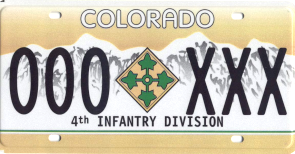 COLORADO
000 XXX
4th INFANTRY DIVISION